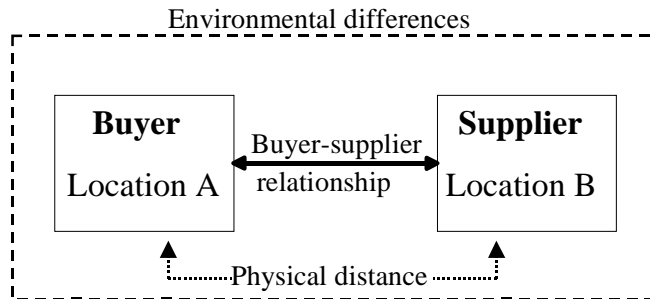 Environmental differences
Buyer
Location A
Buyer-supplier
relationship
Supplier
Location B
Physical distance